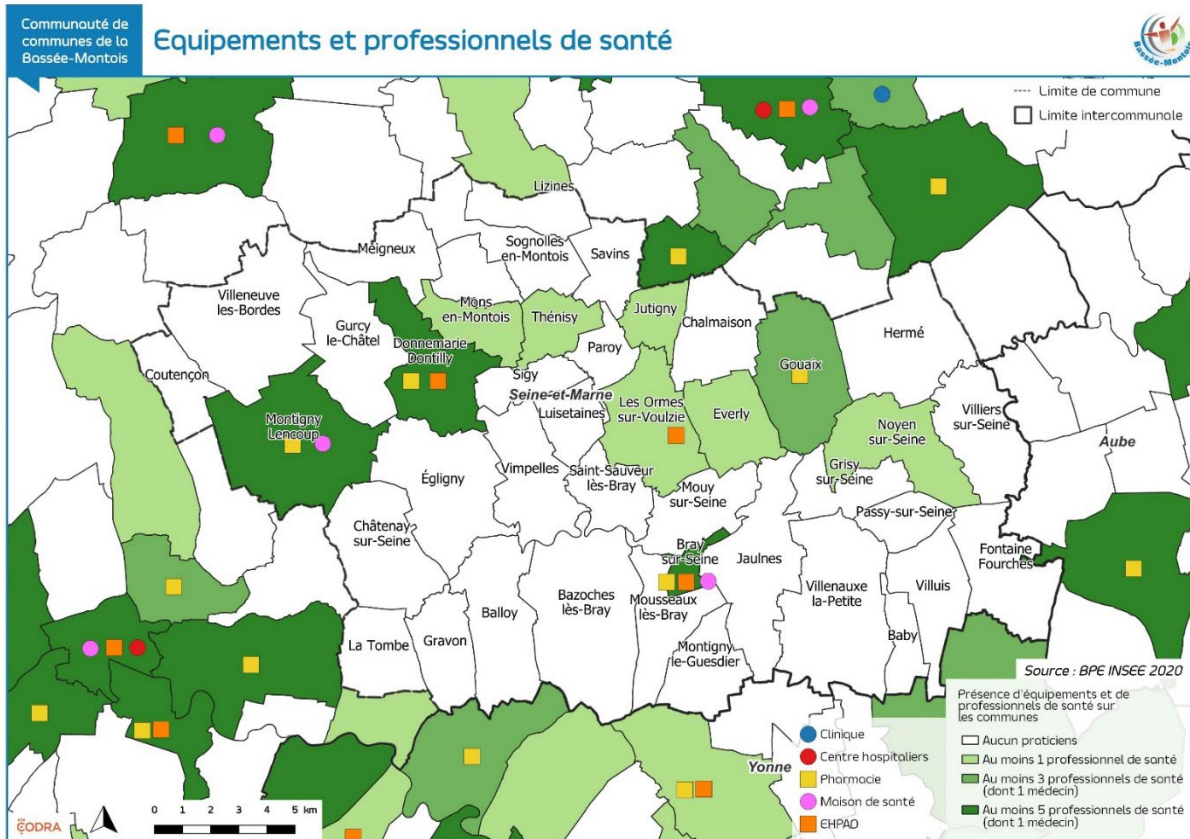 Communauté de
communes de la
Bassée-Montois
Equipements et professionnels de santé
Bassée-Montois
Limite de commune
Limite intercommunale
Lizines
Meigneux
Sognolles
en-Montois
Savins
Villeneuve
les-Bordes
Mons
en-Montois
Thénisy
Jutigny
Chalmaison
Hermé
Gurcy
le-Châtel
Donnemarie
Dontilly
Paroy
Gouaix
Coutençon
Sigy
Seine-et-Marne
Luisetaines
Les Ormes
sur-Voulzie
Everly
Noyen
sur-Seine
Villiers
sur-Seine
Aube
Montigny
Lencoup
Égligny
Vimpelles
Saint-Sauveur
lès-Bray
Mouy
sur-Seine
Grisy
sur-Seine
Passy-sur-Seine
Châtenay
sur-Seine
Bray
sur-Seine
Jaulnes
Fontaine
Fourches
Balloy
Bazoches
lès-Bray
Mousseaux
lès-Bray
Villenauxe
la-Petite
Villuis
La Tombe
Gravon
Montigny
le-Guesdier
Baby
Source : BPE INSEE 2020
Présence d'équipements et de
professionnels de santé sur
les communes
Aucun praticiens
Au moins 1 professionnel de santé
Au moins 3 professionnels de santé
(dont 1 médecin)
Au moins 5 professionnels de santé
(dont 1 médecin)
Clinique
Centre hospitaliers
Pharmacie
Maison de santé
EHPAD
Yonne
CODRA
0 1 2 3 4 5 km